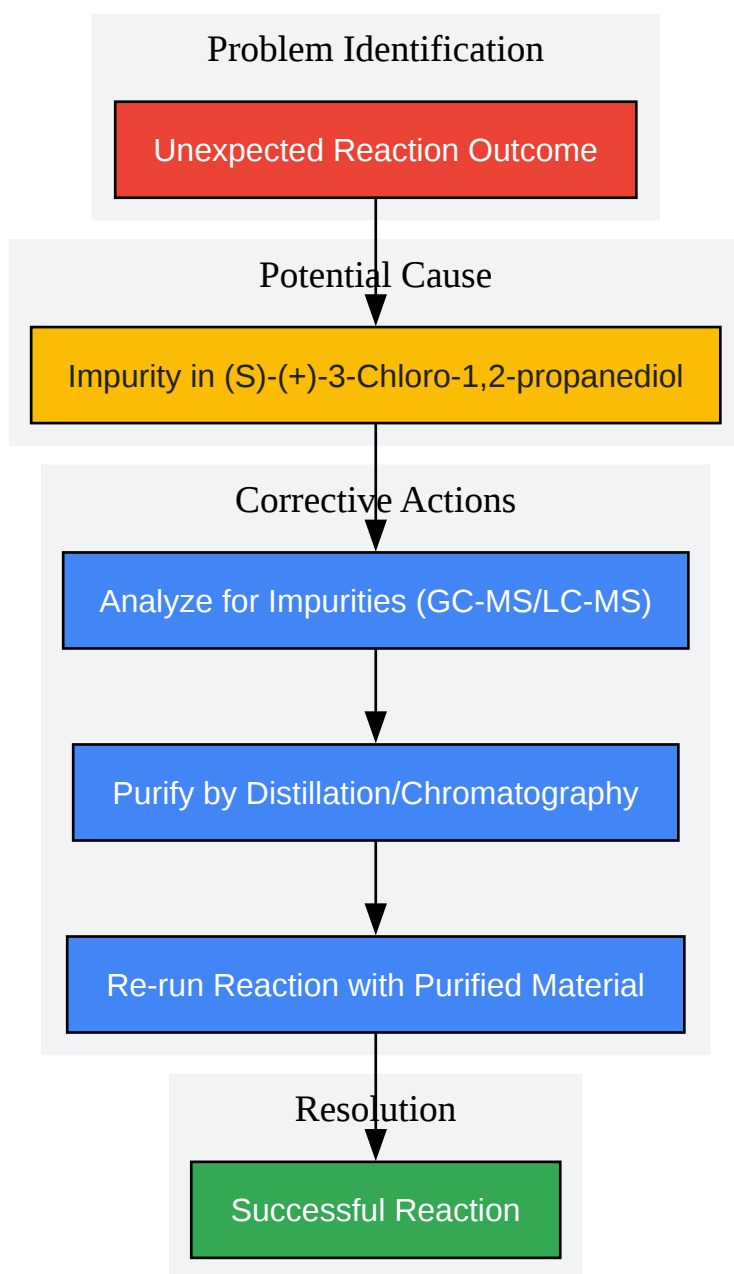 Problem Identification
Unexpected Reaction Outcome
Potential Cause
Impurity in (S)-(+)-3-Chloro-1,2-propanediol
Corrective Actions
Analyze for Impurities (GC-MS/LC-MS)
Purify by Distillation/Chromatography
Re-run Reaction with Purified Material
Resolution
Successful Reaction